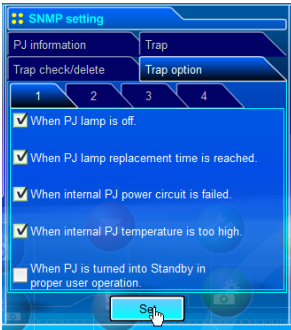 SNMP setting
PJ information
Trap
Trap check/delete
Trap option
1 2 3 4
When PJ lamp is off.
When PJ lamp replacement time is reached.
When internal PJ power circuit is failed.
When internal PJ temperature is too high.
When PJ is turned into Standby in
proper user operation.
Set